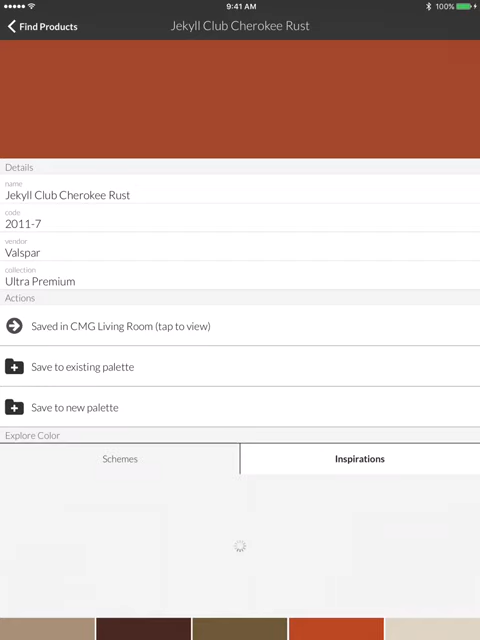 9:41 AM
100%
Find Products
Jekyll Club Cherokee Rust
Details
name
Jekyll Club Cherokee Rust
code
2011-7
vendor
Valspar
collection
Ultra Premium
Actions
Saved in CMG Living Room (tap to view)
Save to existing palette
Save to new palette
Explore Color
Schemes
Inspirations